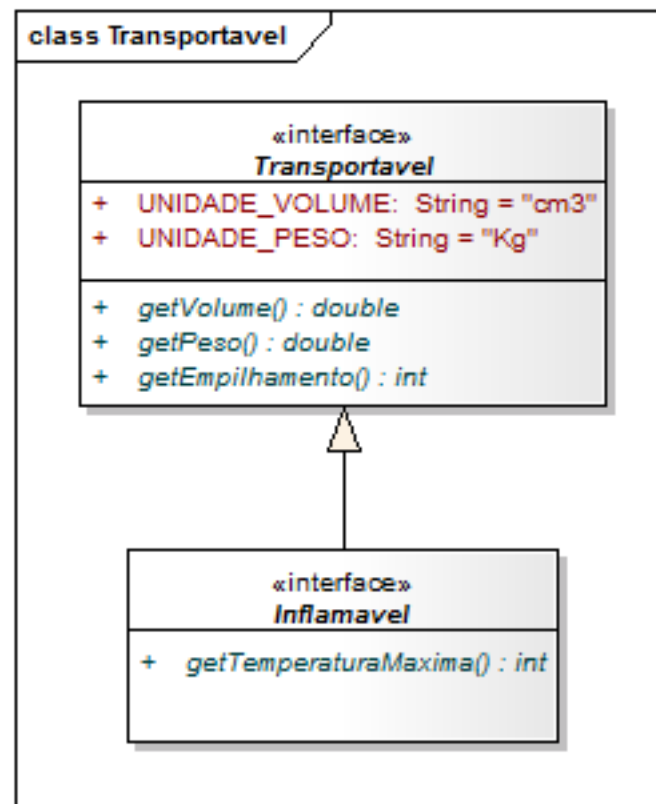 class Transportavel
«interface»
Transportavel
+ UNIDADE_VOLUME: String = "cm3"
+ UNIDADE_PESO: String = "Kg"
+ getVolume() : double
+ getPeso() : double
+ getEmpilhamento() : int
«interface»
Inflamavel
+ getTemperaturaMaxima() : int